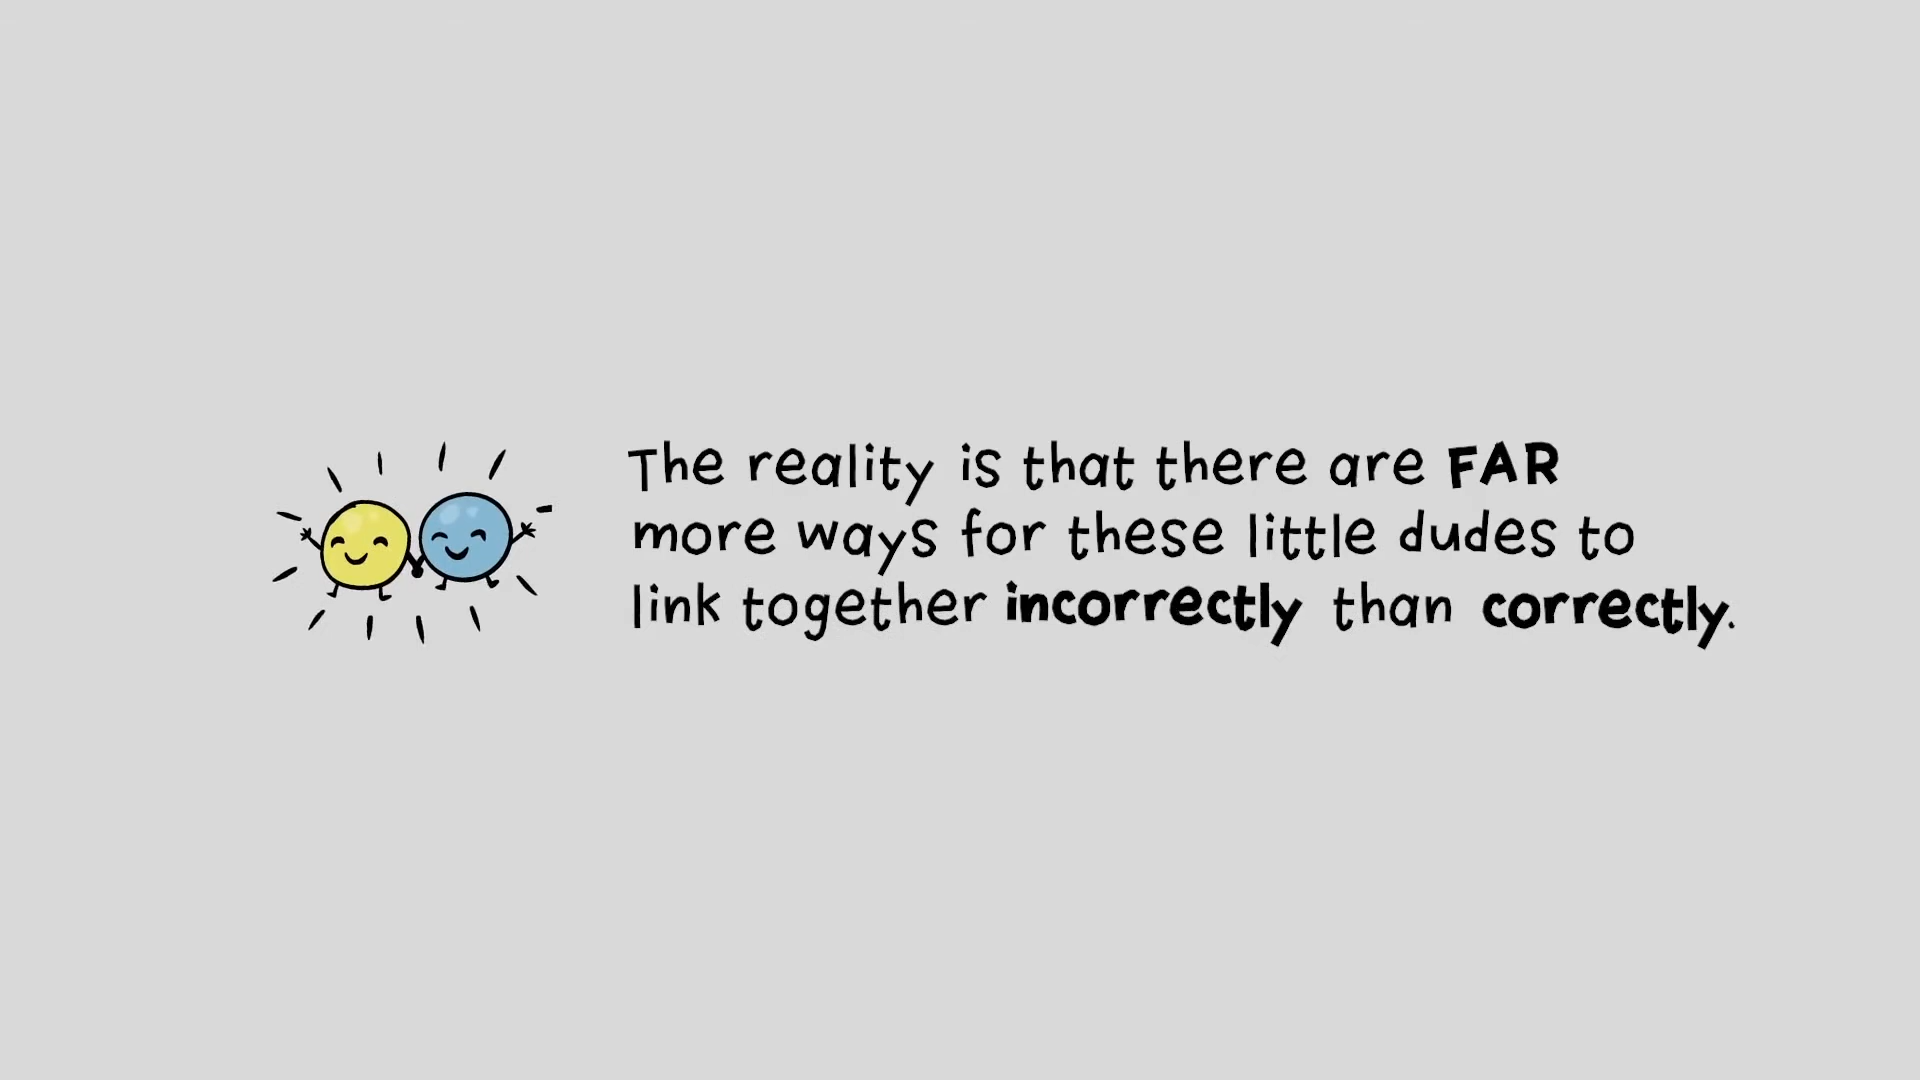 The reality is that there are FAR
more ways for these little dudes to
link together incorrectly than correctly.